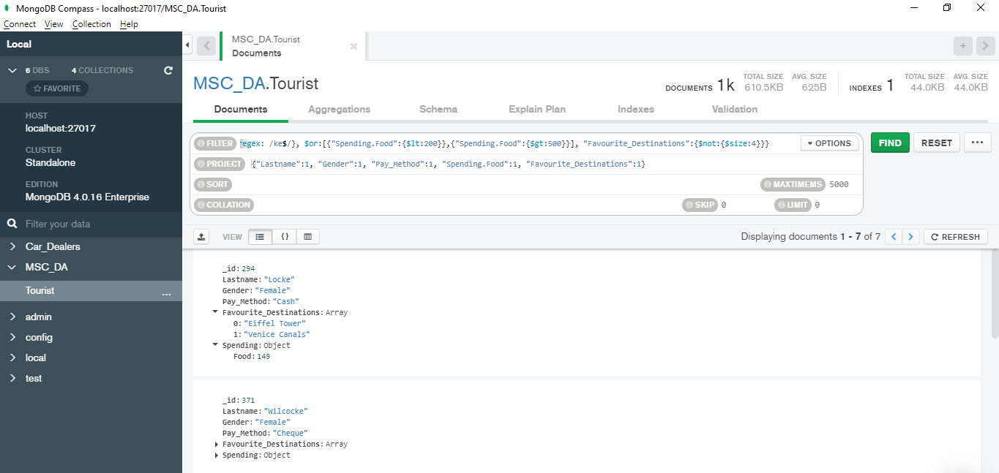 MongoDB Compass - localhost:27017/MSC_DA.Tourist
Connect View Collection Help
Local
6 DBS 4 COLLECTIONS
FAVORITE
HOST
localhost:27017
CLUSTER
Standalone
EDITION
MongoDB 4.0.16 Enterprise
Filter your data
Car_Dealers
MSC_DA
Tourist ...
admin
config
local
test
MSC_DA.Tourist
Documents
MSC_DA.Tourist
DOCUMENTS 1k TOTAL SIZE 610.5KB AVG. SIZE 625B INDEXES 1 TOTAL SIZE 44.0KB AVG. SIZE 44.0KB
Documents Aggregations Schema Explain Plan Indexes Validation
FILTER regex: /ke$/}, $or:[{"Spending.Food":{$lt:200}},{"Spending.Food":{$gt:500}}], "Favourite_Destinations":{$not:{$size:4}}} OPTIONS FIND RESET ...
PROJECT {"Lastname":1, "Gender":1, "Pay_Method":1, "Spending.Food":1, "Favourite_Destinations":1}
SORT MAXTIMEMS 5000
COLLATION SKIP 0 LIMIT 0
VIEW {} Displaying documents 1 - 7 of 7 REFRESH
_id: 294
Lastname: "Locke"
Gender: "Female"
Pay_Method: "Cash"
Favourite_Destinations: Array
0: "Eiffel Tower"
1: "Venice Canals"
Spending: Object
Food: 149
_id: 371
Lastname: "Wilcocke"
Gender: "Female"
Pay_Method: "Cheque"
Favourite_Destinations: Array
Spending: Object